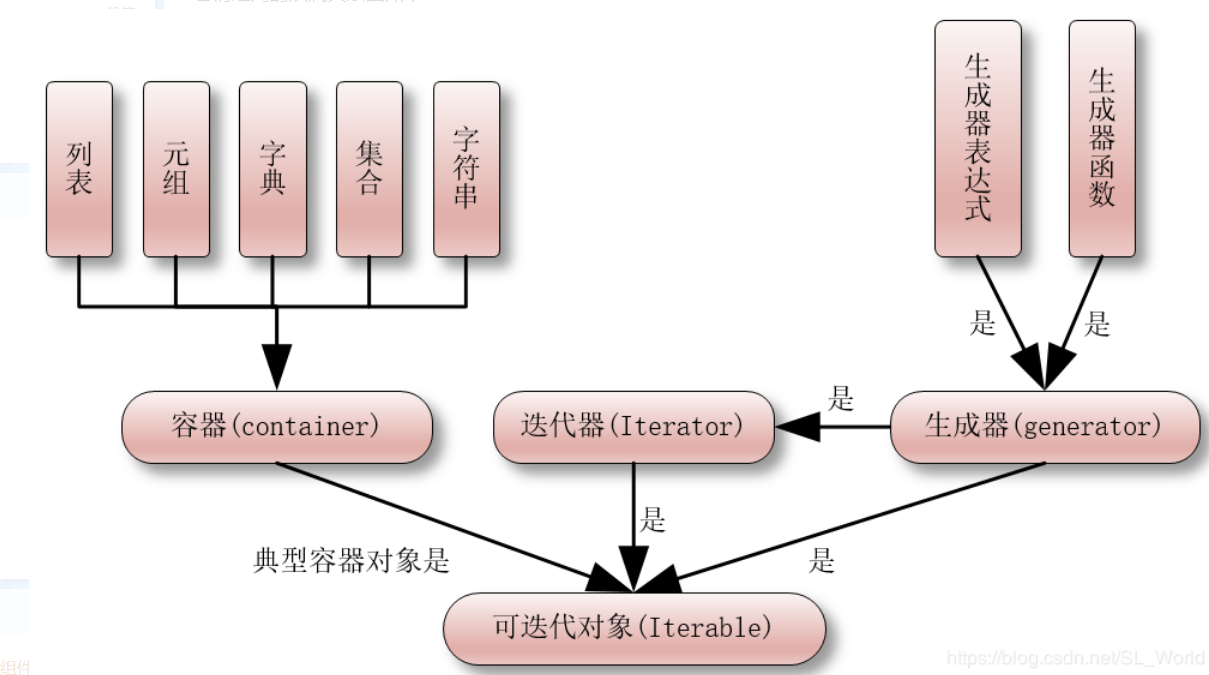 列表
元组
字典
集合
字符串
生成器表达式
生成器函数
是
是
容器(container)
迭代器(Iterator)
是
生成器(generator)
典型容器对象是
是
是
可迭代对象(Iterable)
https://blog.csdn.net/SL_World
组件